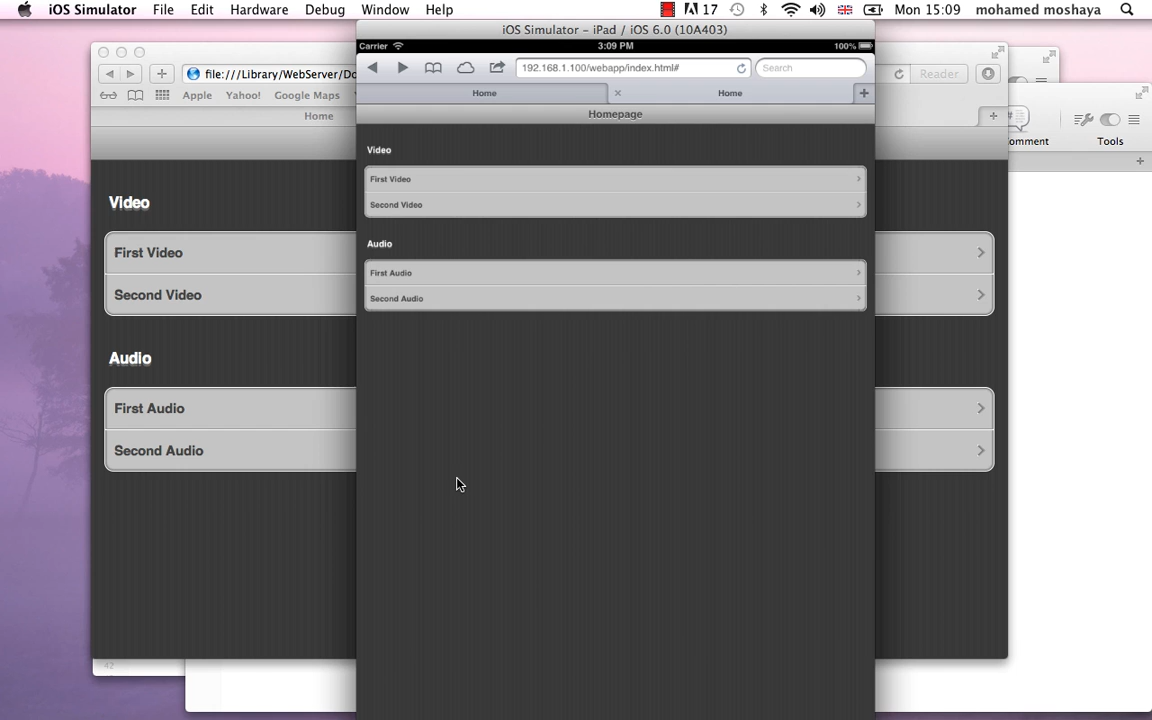 iOS Simulator File Edit Hardware Debug Window Help 17 Mon 15:09 mohamed moshaya
iOS Simulator – iPad / iOS 6.0 (10A403)
Carrier 3:09 PM 100%
file:///Library/WebServer/Do
192.168.1.100/webapp/index.html#
Search
Reader
Apple Yahoo! Google Maps
Home
Home
Home
Homepage
omment
Tools
Video
First Video
Second Video
Audio
First Audio
Second Audio
Video
First Video
Second Video
Audio
First Audio
Second Audio
42